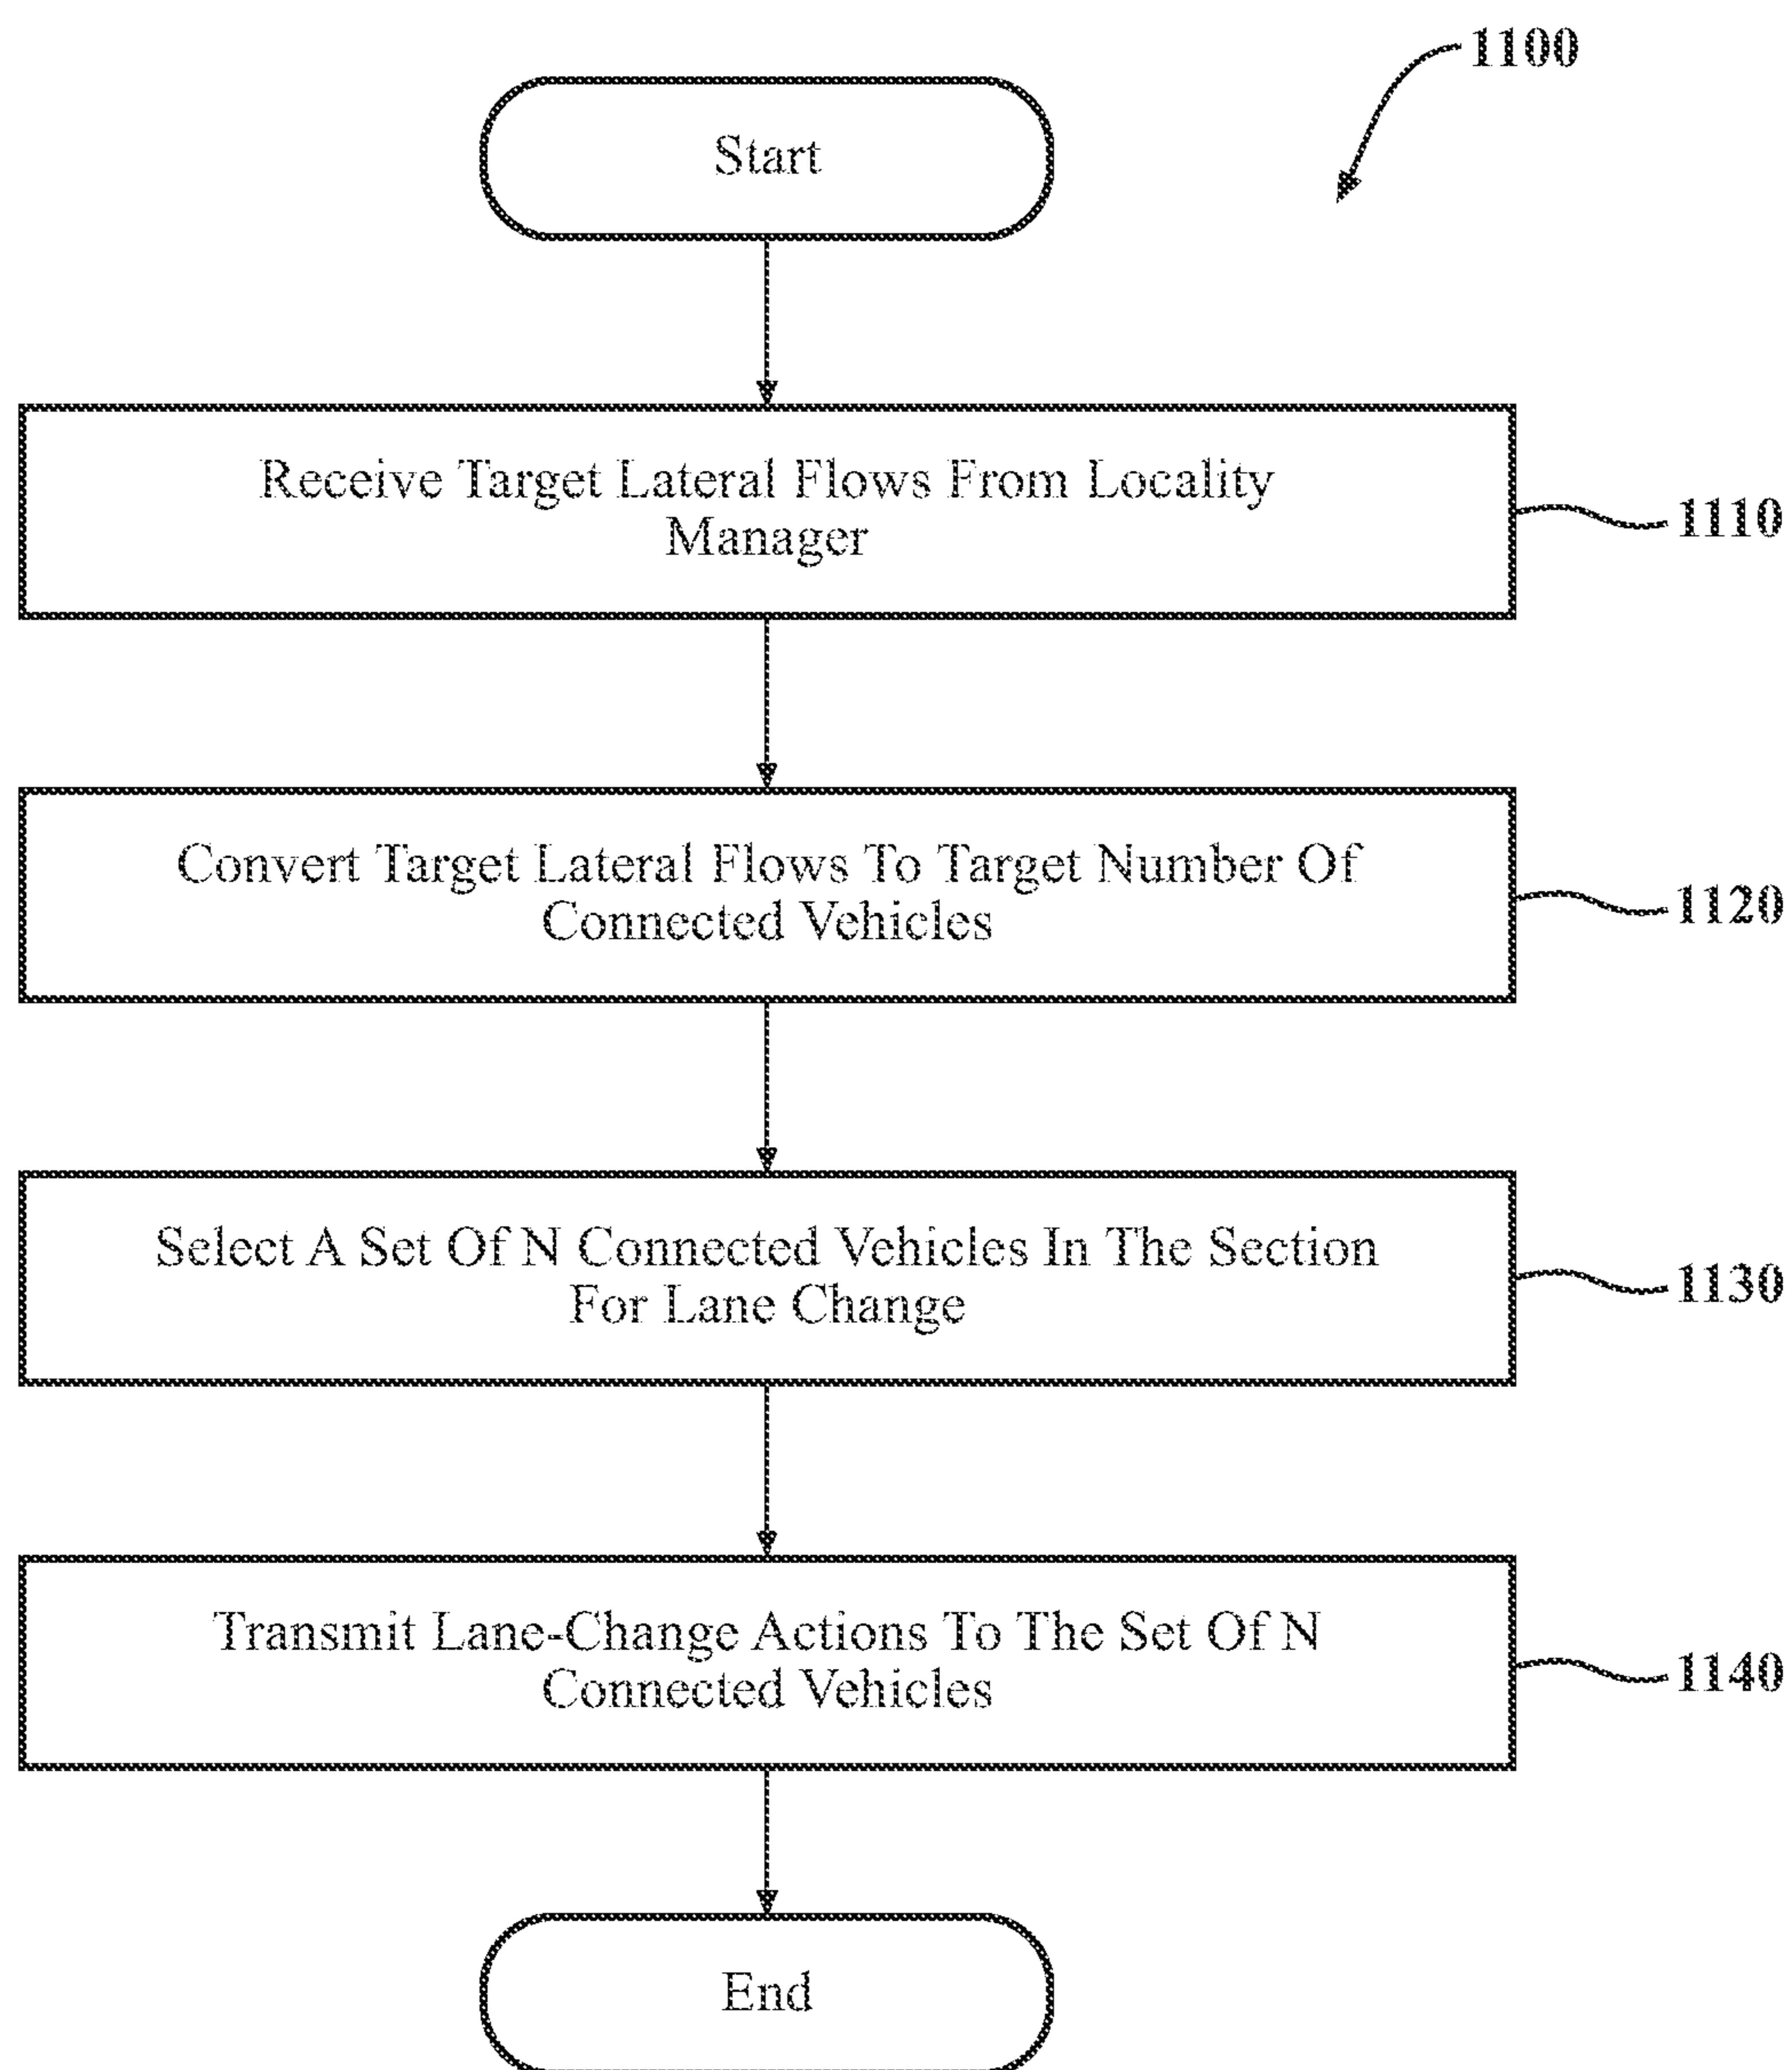 1100
Start
Receive Target Lateral Flows From Locality
Manager
1110
Convert Target Lateral Flows To Target Number Of
Connected Vehicles
1120
Select A Set Of N Connected Vehicles In The Section
For Lane Change
1130
Transmit Lane-Change Actions To The Set Of N
Connected Vehicles
1140
End